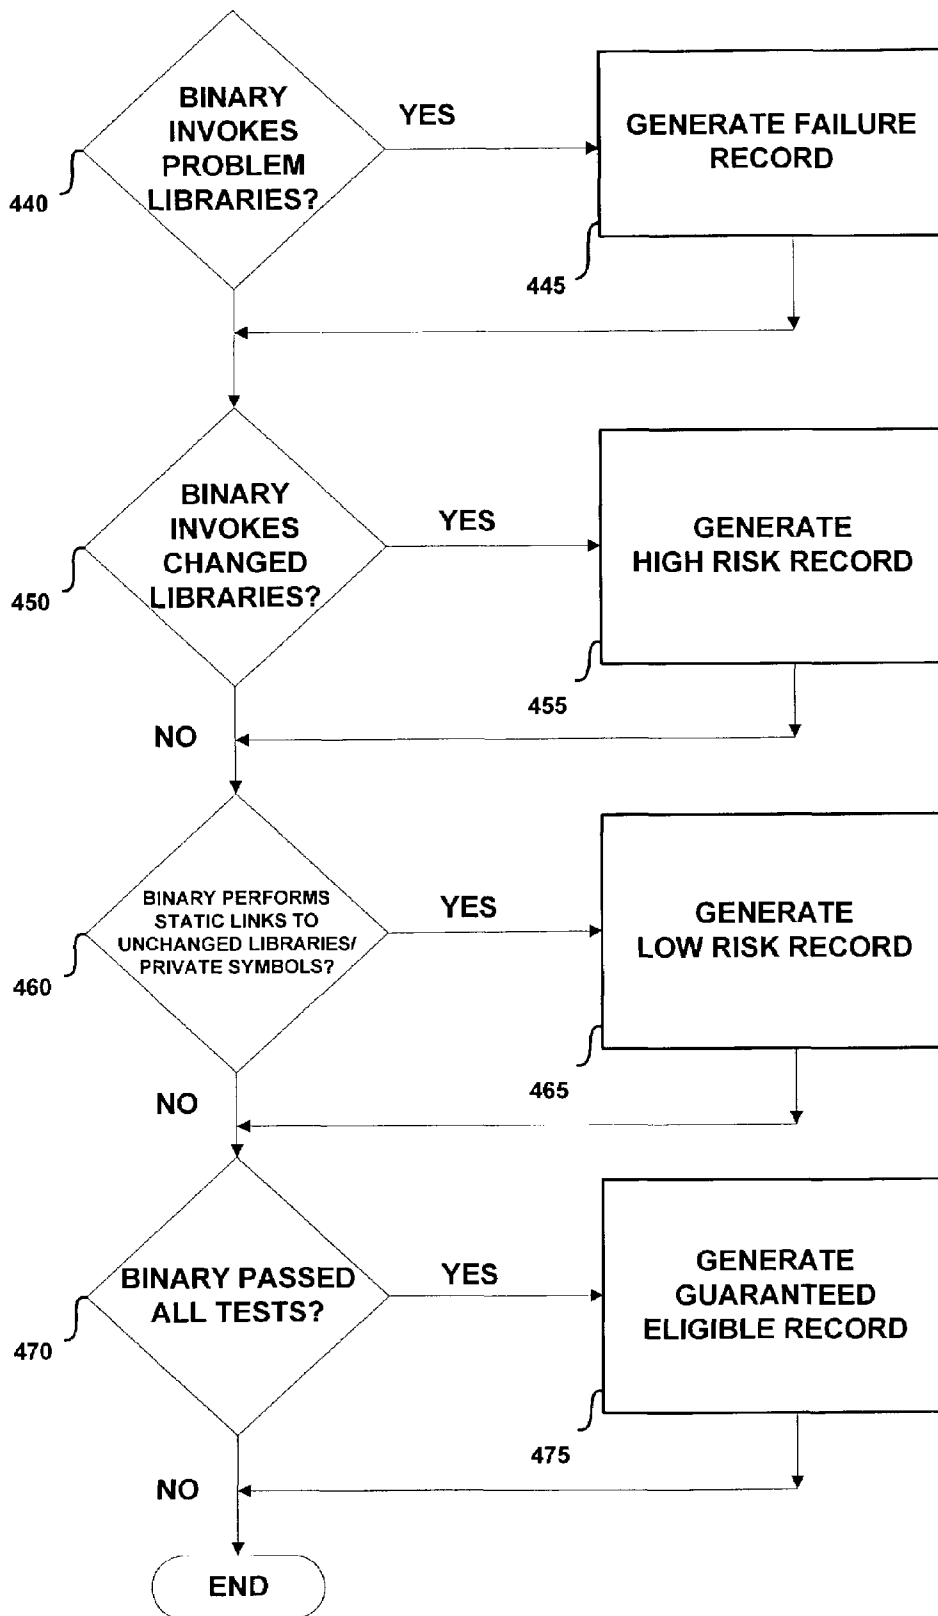 BINARY
INVOKES
PROBLEM
LIBRARIES?
YES
GENERATE FAILURE
RECORD
440
445
BINARY
INVOKES
CHANGED
LIBRARIES?
YES
GENERATE
HIGH RISK RECORD
450
455
NO
BINARY PERFORMS
STATIC LINKS TO
UNCHANGED LIBRARIES/
PRIVATE SYMBOLS?
YES
GENERATE
LOW RISK RECORD
460
465
NO
BINARY PASSED
ALL TESTS?
YES
GENERATE
GUARANTEED
ELIGIBLE RECORD
470
475
NO
END